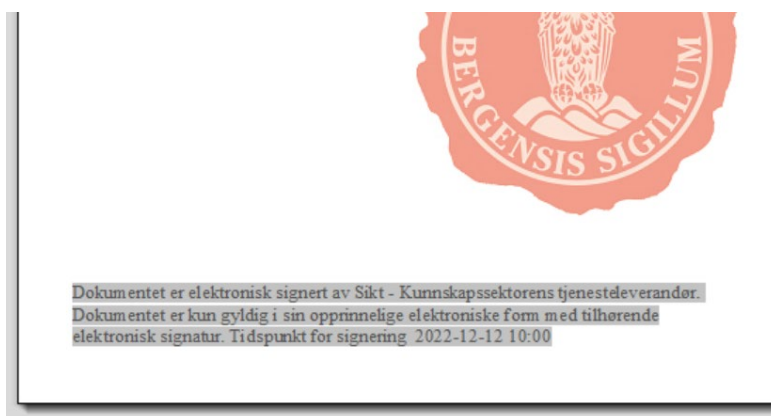 BERGENSIS SIGILLUM
Dokumentet er elektronisk signert av Sikt - Kunnskapssektorens tjenesteleverandør.
Dokumentet er kun gyldig i sin opprinnelige elektroniske form med tilhørende
elektronisk signatur. Tidspunkt for signering 2022-12-12 10:00